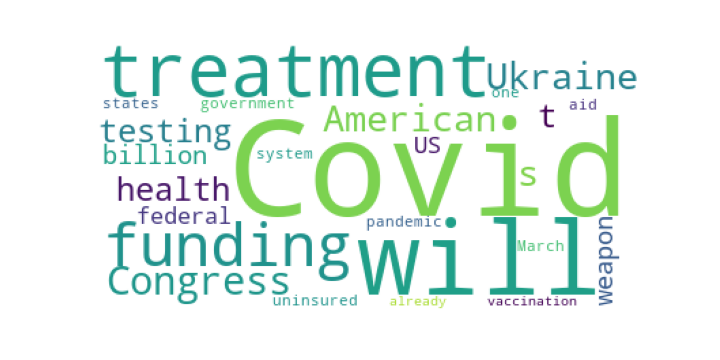 treatment Ukraine
one
states government aid
American t
testing Covid
US
billion system
s
health
federal pandemic
funding will
March weapon
Congress
uninsured already vaccination